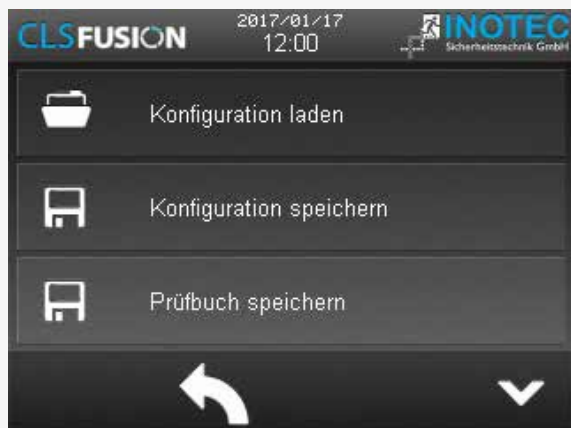 CLSFUSION
2017/01/17
12:00
INOTEC
Sicherheitstechnik GmbH
Konfiguration laden
Konfiguration speichern
Prüfbuch speichern